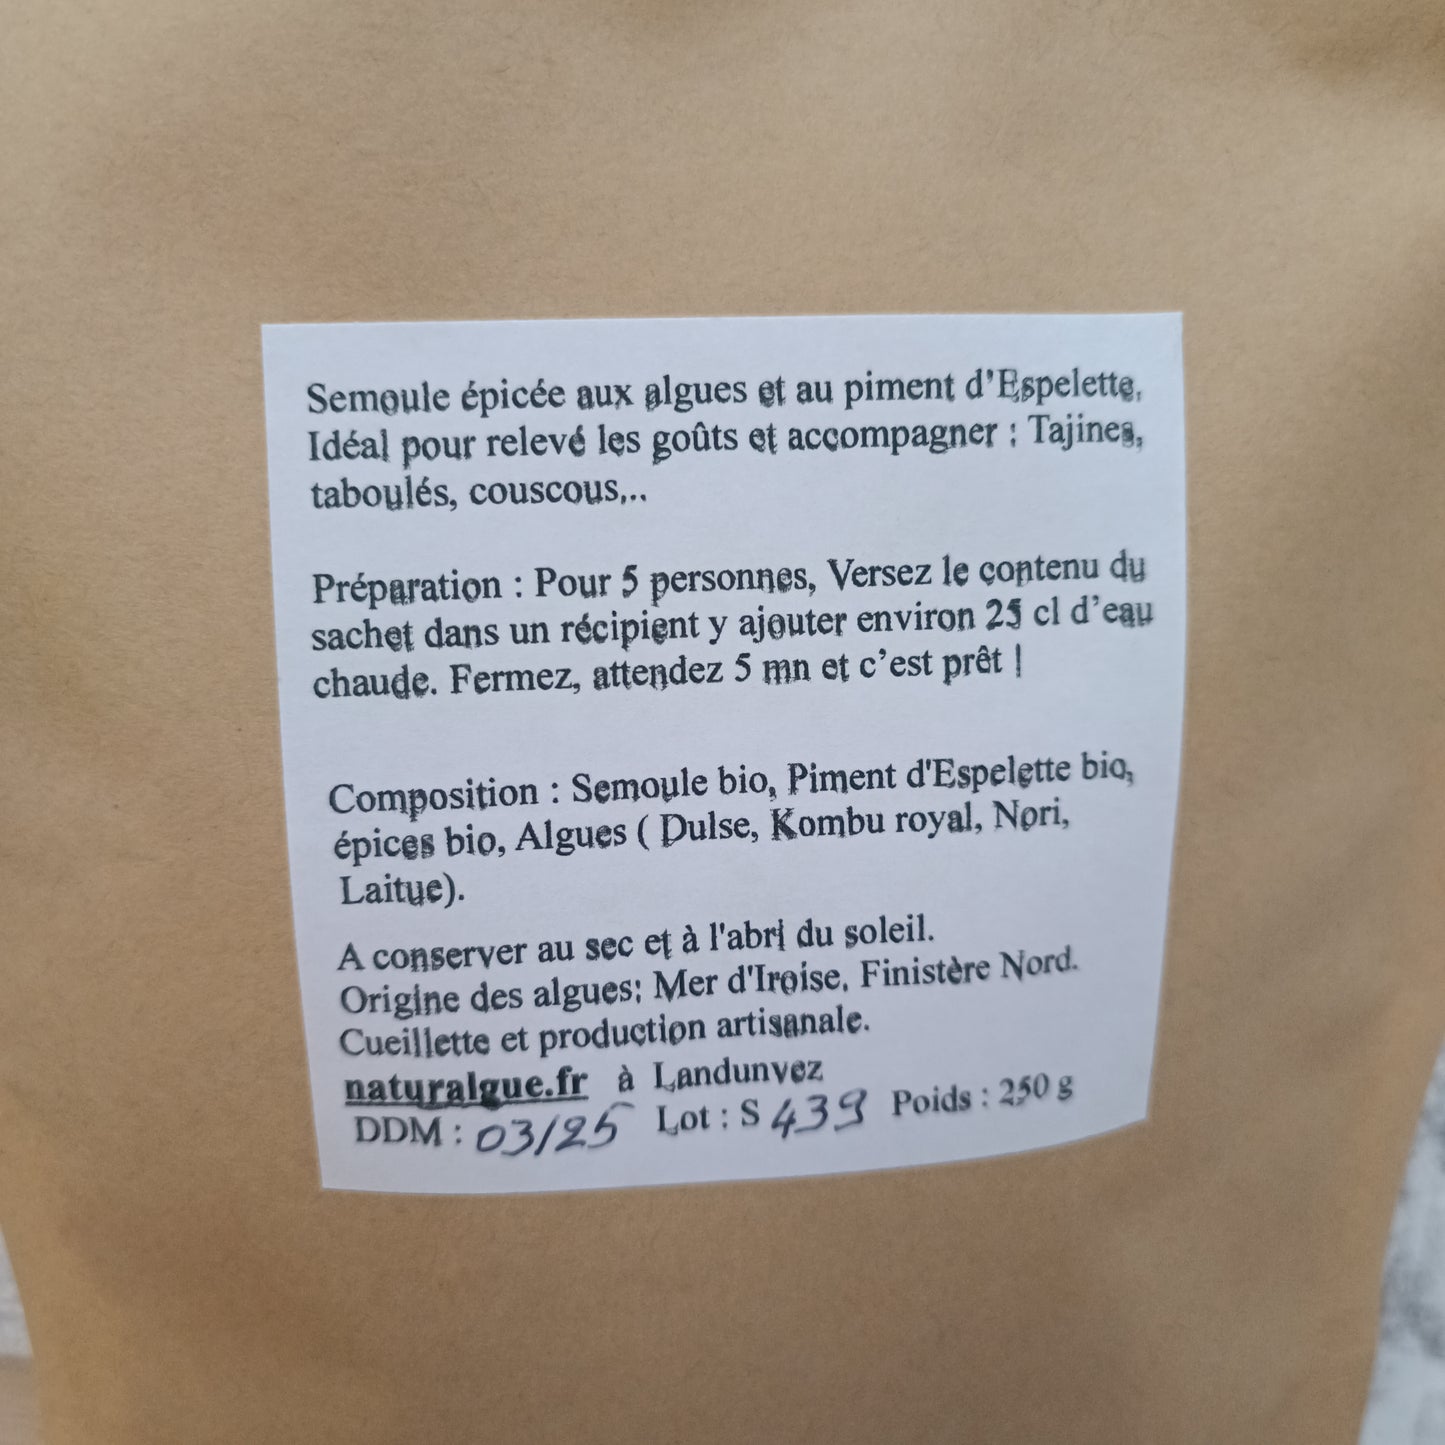 Semoule épicée aux algues et au piment d'Espelette.
Idéal pour relevé les goûts et accompagner : Tajines,
taboulés, couscous...
Préparation : Pour 5 personnes, Versez le contenu du
sachet dans un récipient y ajouter environ 25 cl d'eau
chaude. Fermez, attendez 5 mn et c'est prêt !
Composition : Semoule bio, Piment d'Espelette bio,
épices bio, Algues ( Dulse, Kombu royal, Nori,
Laitue).
A conserver au sec et à l'abri du soleil.
Origine des algues: Mer d'Iroise. Finistère Nord.
Cueillette et production artisanale.
naturalgue.fr à Landunvez
DDM : 03/25 Lot : S 439 Poids : 250 g